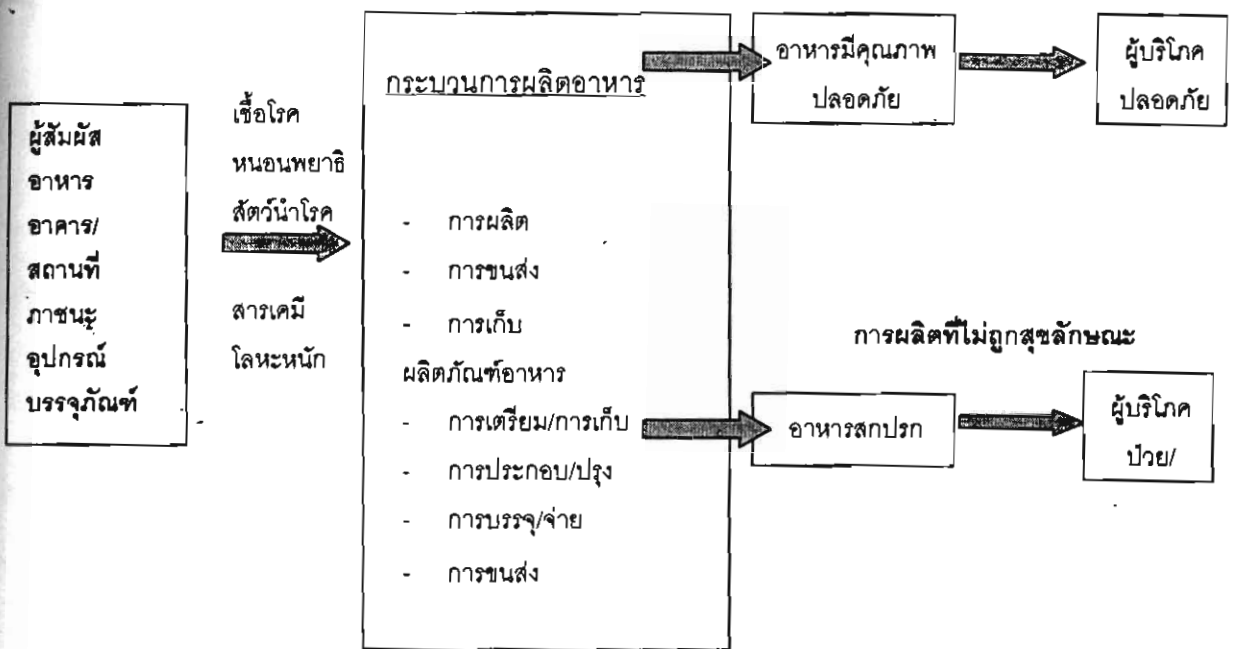 ผู้สัมผัส
อาหาร
อาคาร/
สถานที่
ภาชนะ
อุปกรณ์
บรรจุภัณฑ์
เชื้อโรค
หนอนพยาธิ
สัตว์นำโรค
สารเคมี
โลหะหนัก
กระบวนการผลิตอาหาร
- การผลิต
- การขนส่ง
- การเก็บ
ผลิตภัณฑ์อาหาร
- การเตรียม/การเก็บ
- การประกอบ/ปรุง
- การบรรจุ/จ่าย
- การขนส่ง
อาหารมีคุณภาพ
ปลอดภัย
ผู้บริโภค
ปลอดภัย
การผลิตที่ไม่ถูกสุขลักษณะ
อาหารสกปรก
ผู้บริโภค
ป่วย/